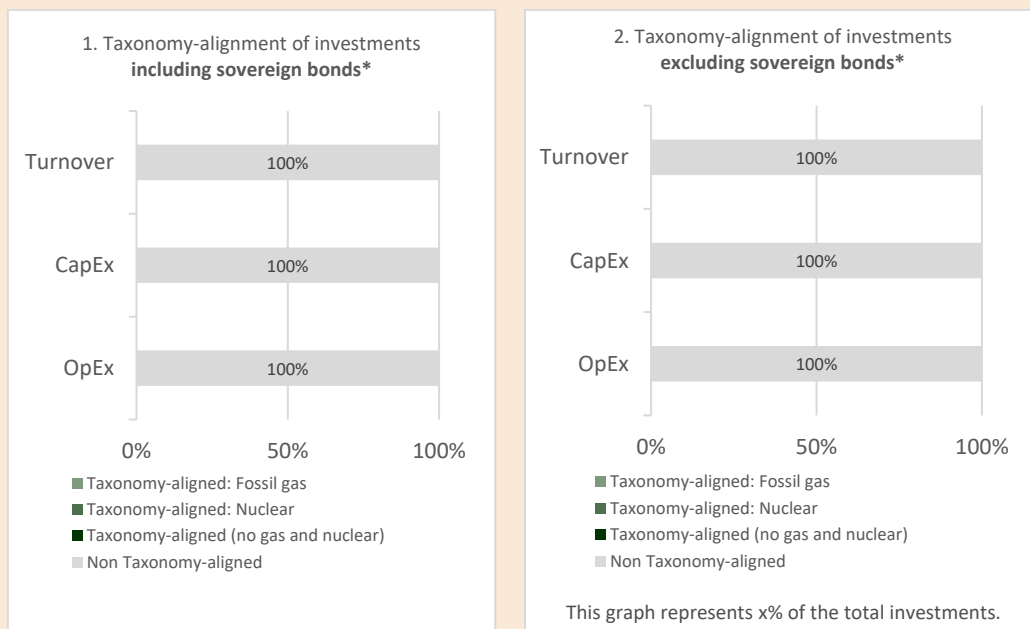 1. Taxonomy-alignment of investments
including sovereign bonds*
Turnover
100%
CapEx
100%
OpEx
100%
0% 50% 100%
Taxonomy-aligned: Fossil gas
Taxonomy-aligned: Nuclear
Taxonomy-aligned (no gas and nuclear)
Non Taxonomy-aligned
2. Taxonomy-alignment of investments
excluding sovereign bonds*
Turnover
100%
CapEx
100%
OpEx
100%
0% 50% 100%
Taxonomy-aligned: Fossil gas
Taxonomy-aligned: Nuclear
Taxonomy-aligned (no gas and nuclear)
Non Taxonomy-aligned
This graph represents x% of the total investments.